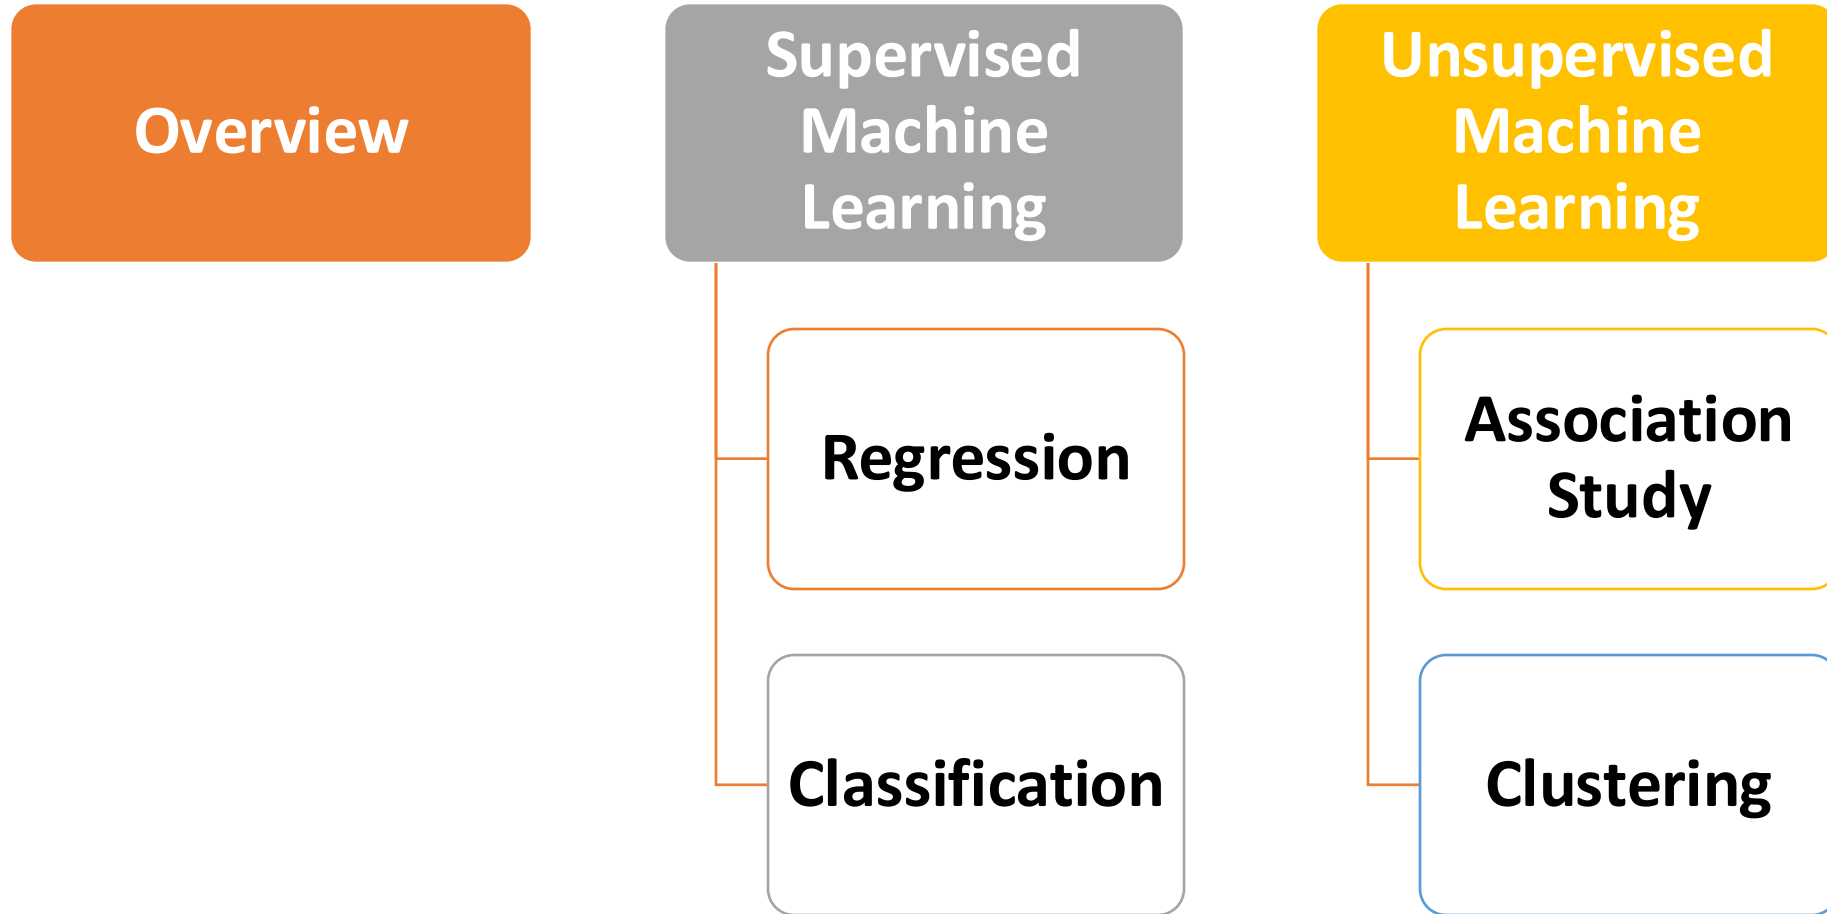 Overview
Supervised
Machine
Learning
Regression
Classification
Unsupervised
Machine
Learning
Association
Study
Clustering